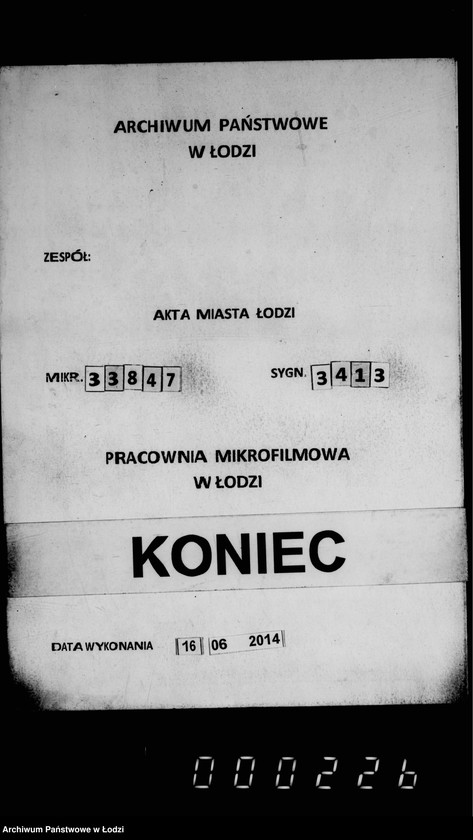 ARCHIWUM PAŃSTWOWE
W ŁODZI
ZESPÓŁ:
AKTA MIASTA ŁODZI
MIKR. 33847 SYGN. 3413
PRACOWNIA MIKROFILMOWA
W ŁODZI
KONIEC
DATA WYKONANIA 16 06 2014
000226
Archiwum Państwowe w Łodzi